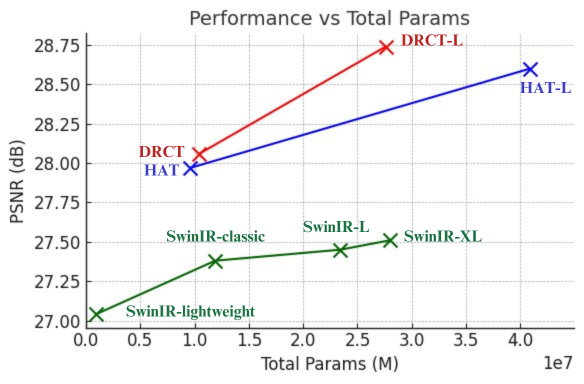 Performance vs Total Params
28.75
28.50
28.25
28.00
27.75
27.50
27.25
27.00
PSNR (dB)
DRCT-L
HAT-L
DRCT
HAT
SwinIR-classic
SwinIR-L
SwinIR-XL
SwinIR-lightweight
0.0 0.5 1.0 1.5 2.0 2.5 3.0 3.5 4.0
1e7
Total Params (M)